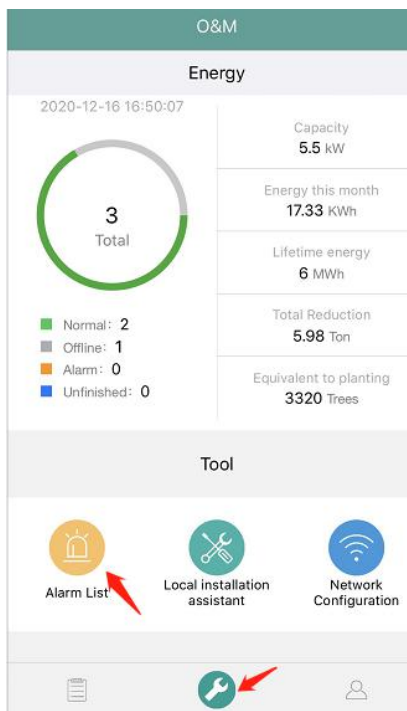 O&M
Energy
2020-12-16 16:50:07
3
Total
Normal: 2
Offline: 1
Alarm: 0
Unfinished: 0
Capacity
5.5 kW
Energy this month
17.33 KWh
Lifetime energy
6 MWh
Total Reduction
5.98 Ton
Equivalent to planting
3320 Trees
Tool
Alarm List
Local installation
assistant
Network
Configuration